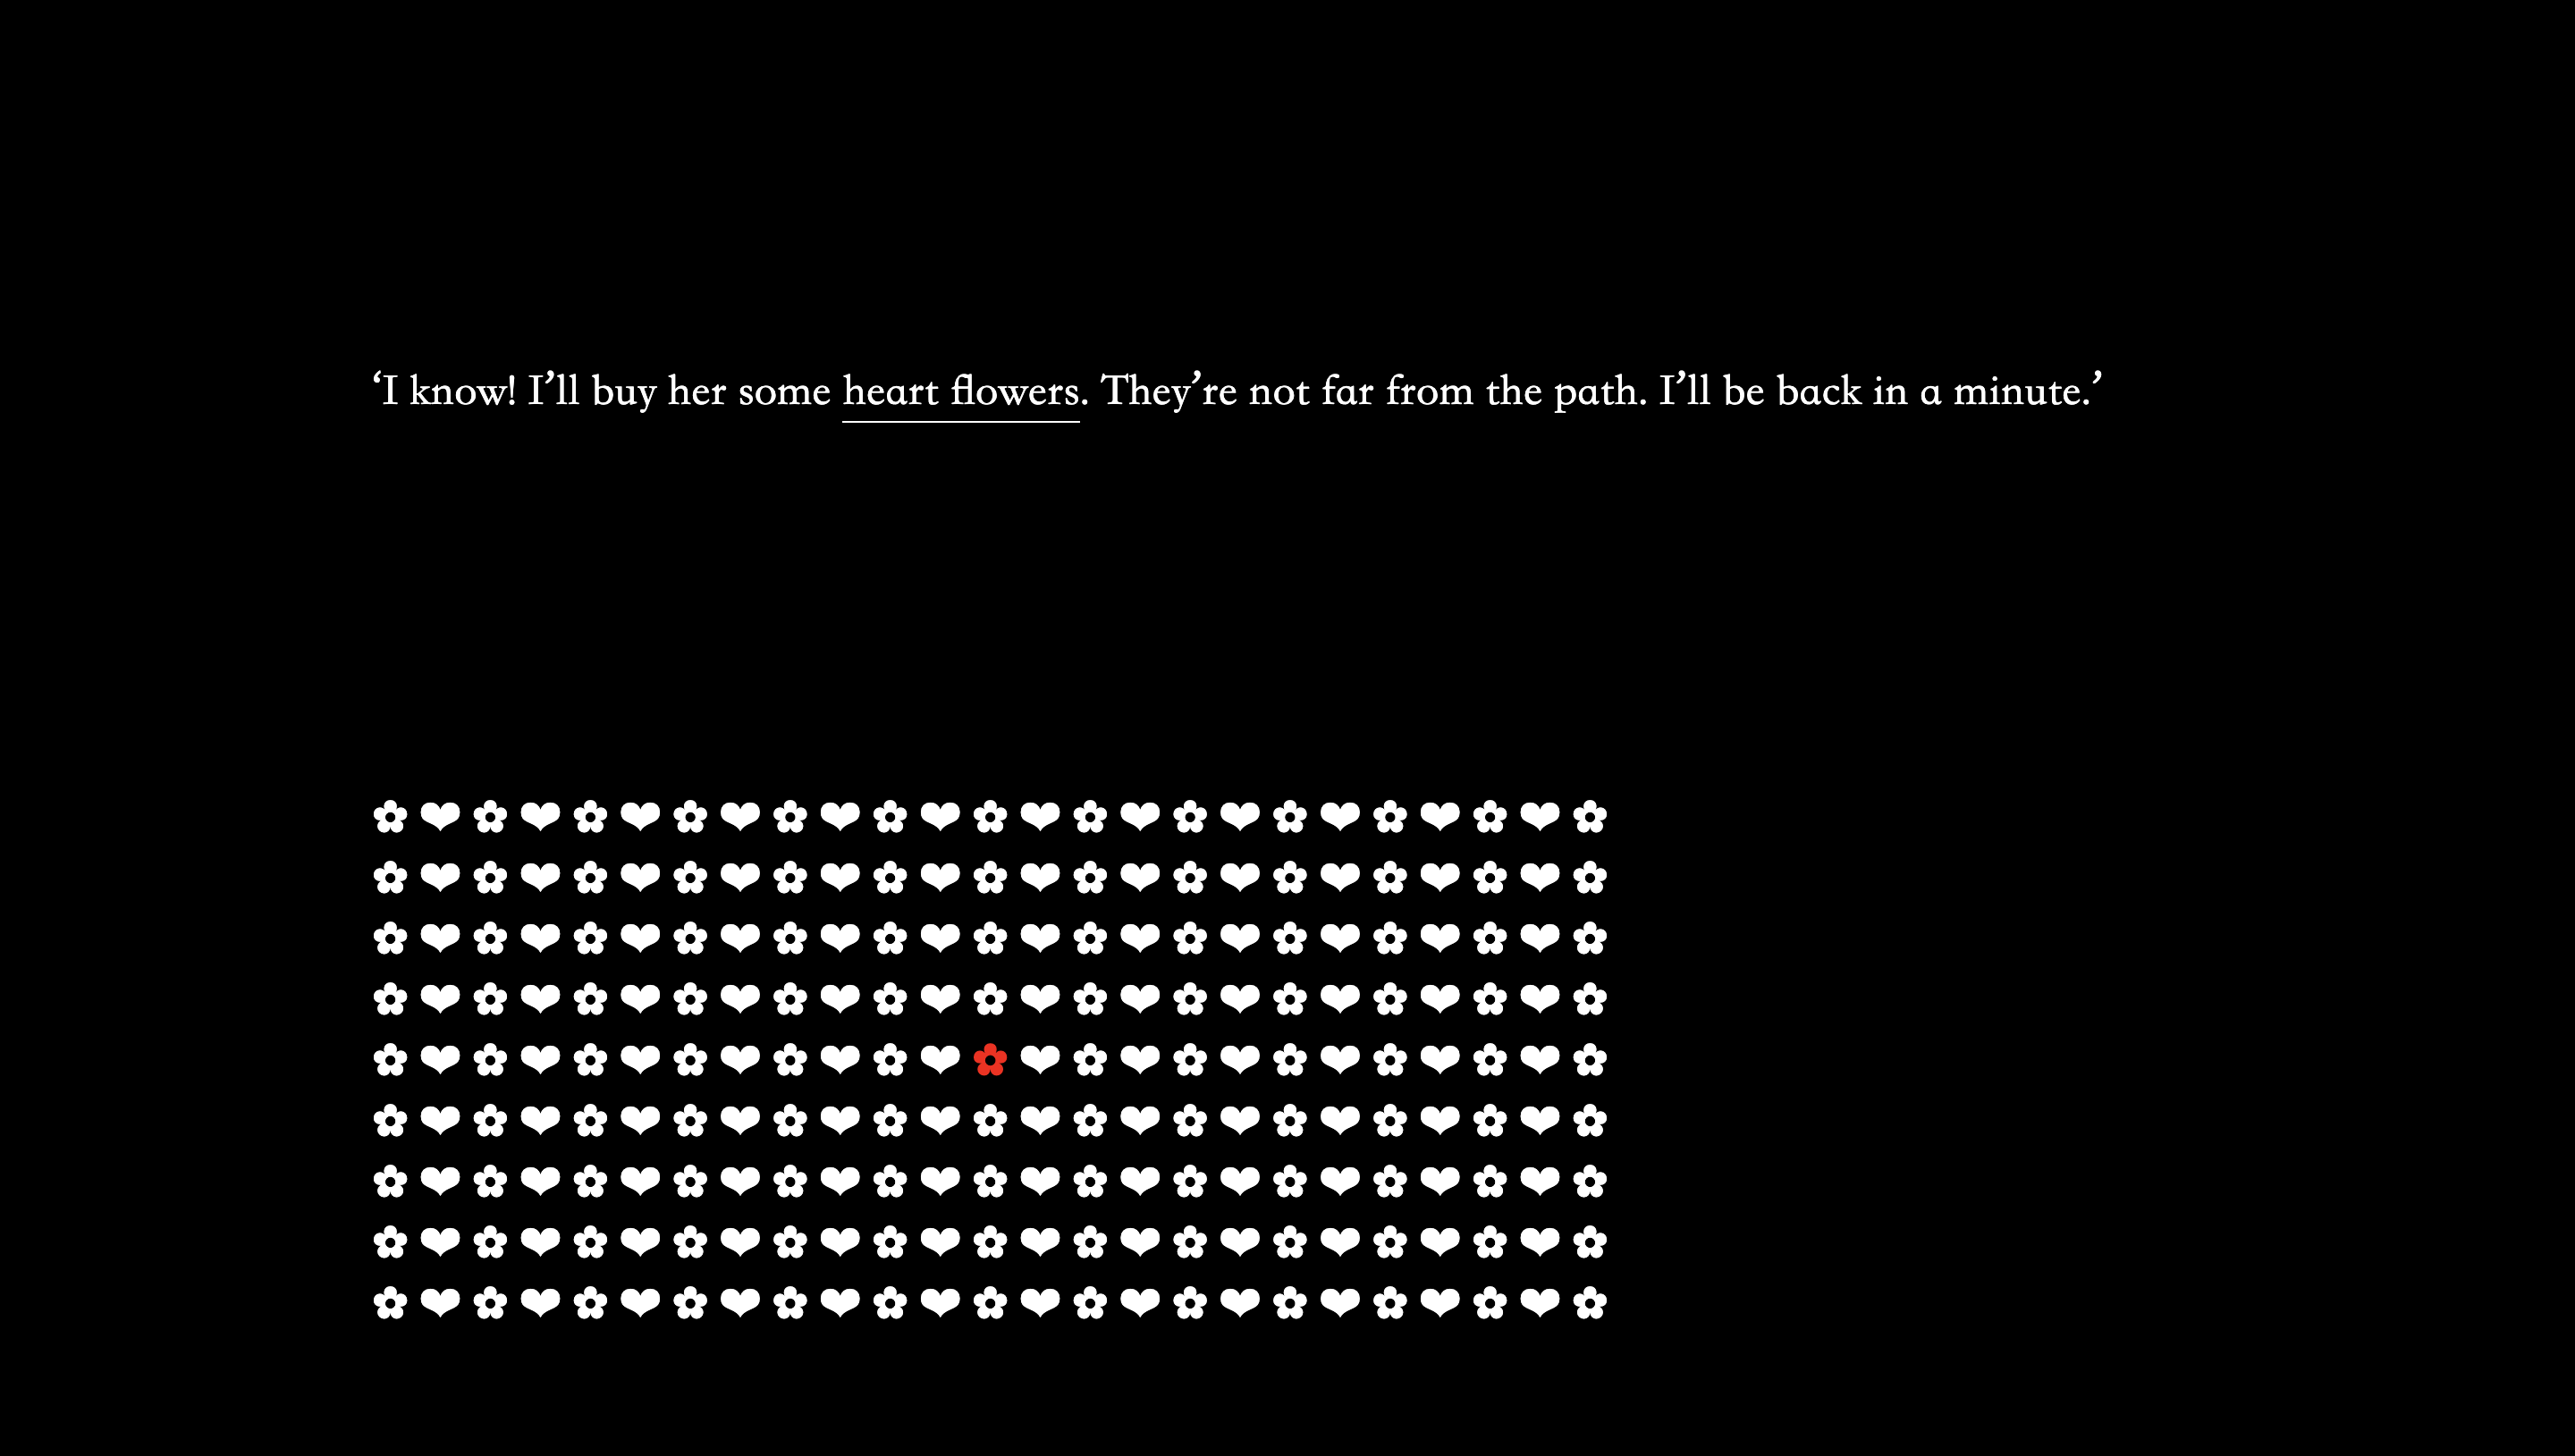 ‘I know! I’ll buy her some heart flowers. They’re not far from the path. I’ll be back in a minute.’